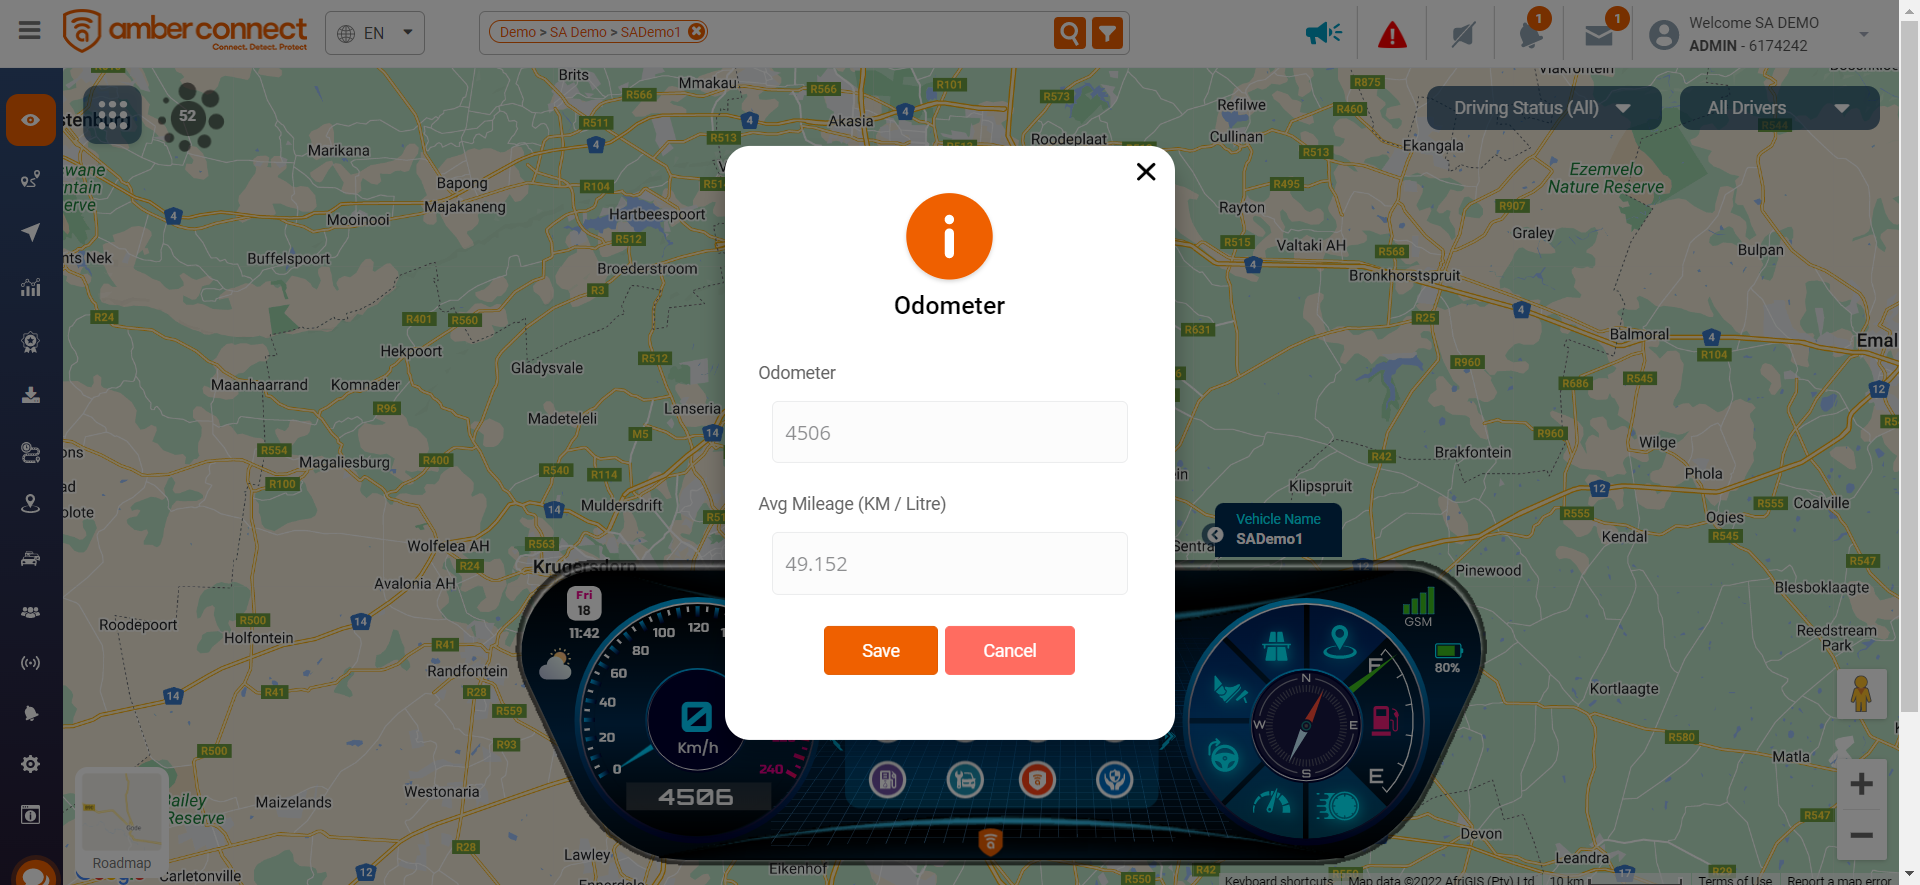 amber connect
Connect. Detect. Protect
EN
Demo > SA Demo > SADemo1
1
1
Welcome SA DEMO
ADMIN - 6174242
52
Driving Status (All)
All Drivers
Odometer
Odometer
4506
Avg Mileage (KM / Litre)
49.152
Save
Cancel
Vehicle Name
SADemo1
Fri
18
11:42
0
20
40
60
80
100
120
240
Km/h
4506
GSM
80%
F
E
N
E
S
W
Brits
Mmakau
Akasia
Refilwe
Cullinan
Roodeplaat
Ekangala
Marikana
Bapong
Majakaneng
Mooinooi
Hartbeespoort
Ezemvelo
Nature Reserve
Rayton
Valtaki AH
Graley
Bulpan
Buffelspoort
Broederstroom
Bronkhorstspruit
Hekpoort
Gladysvale
Balmoral
Maanhaarrand
Komnader
Lanseria
Madeteleli
Magaliesburg
Brakfontein
Wilge
Phola
Muldersdrift
Klipspruit
Ogies
Coalville
Wolfelea AH
Kendal
Krugersdorp
Avalonia AH
Pinewood
Blesboklaagte
Roodepoort
Holfontein
Reedstream
Park
Randfontein
Kortlaagte
Matla
Bailey
Reserve
Maizelands
Westonaria
Devon
Lawley
Leandra
Carletonville
Eikenhof
Roadmap
Keyboard shortcuts
Map data ©2022 AfriGIS (Pty) Ltd
10 km
Terms of Use
Report a map error